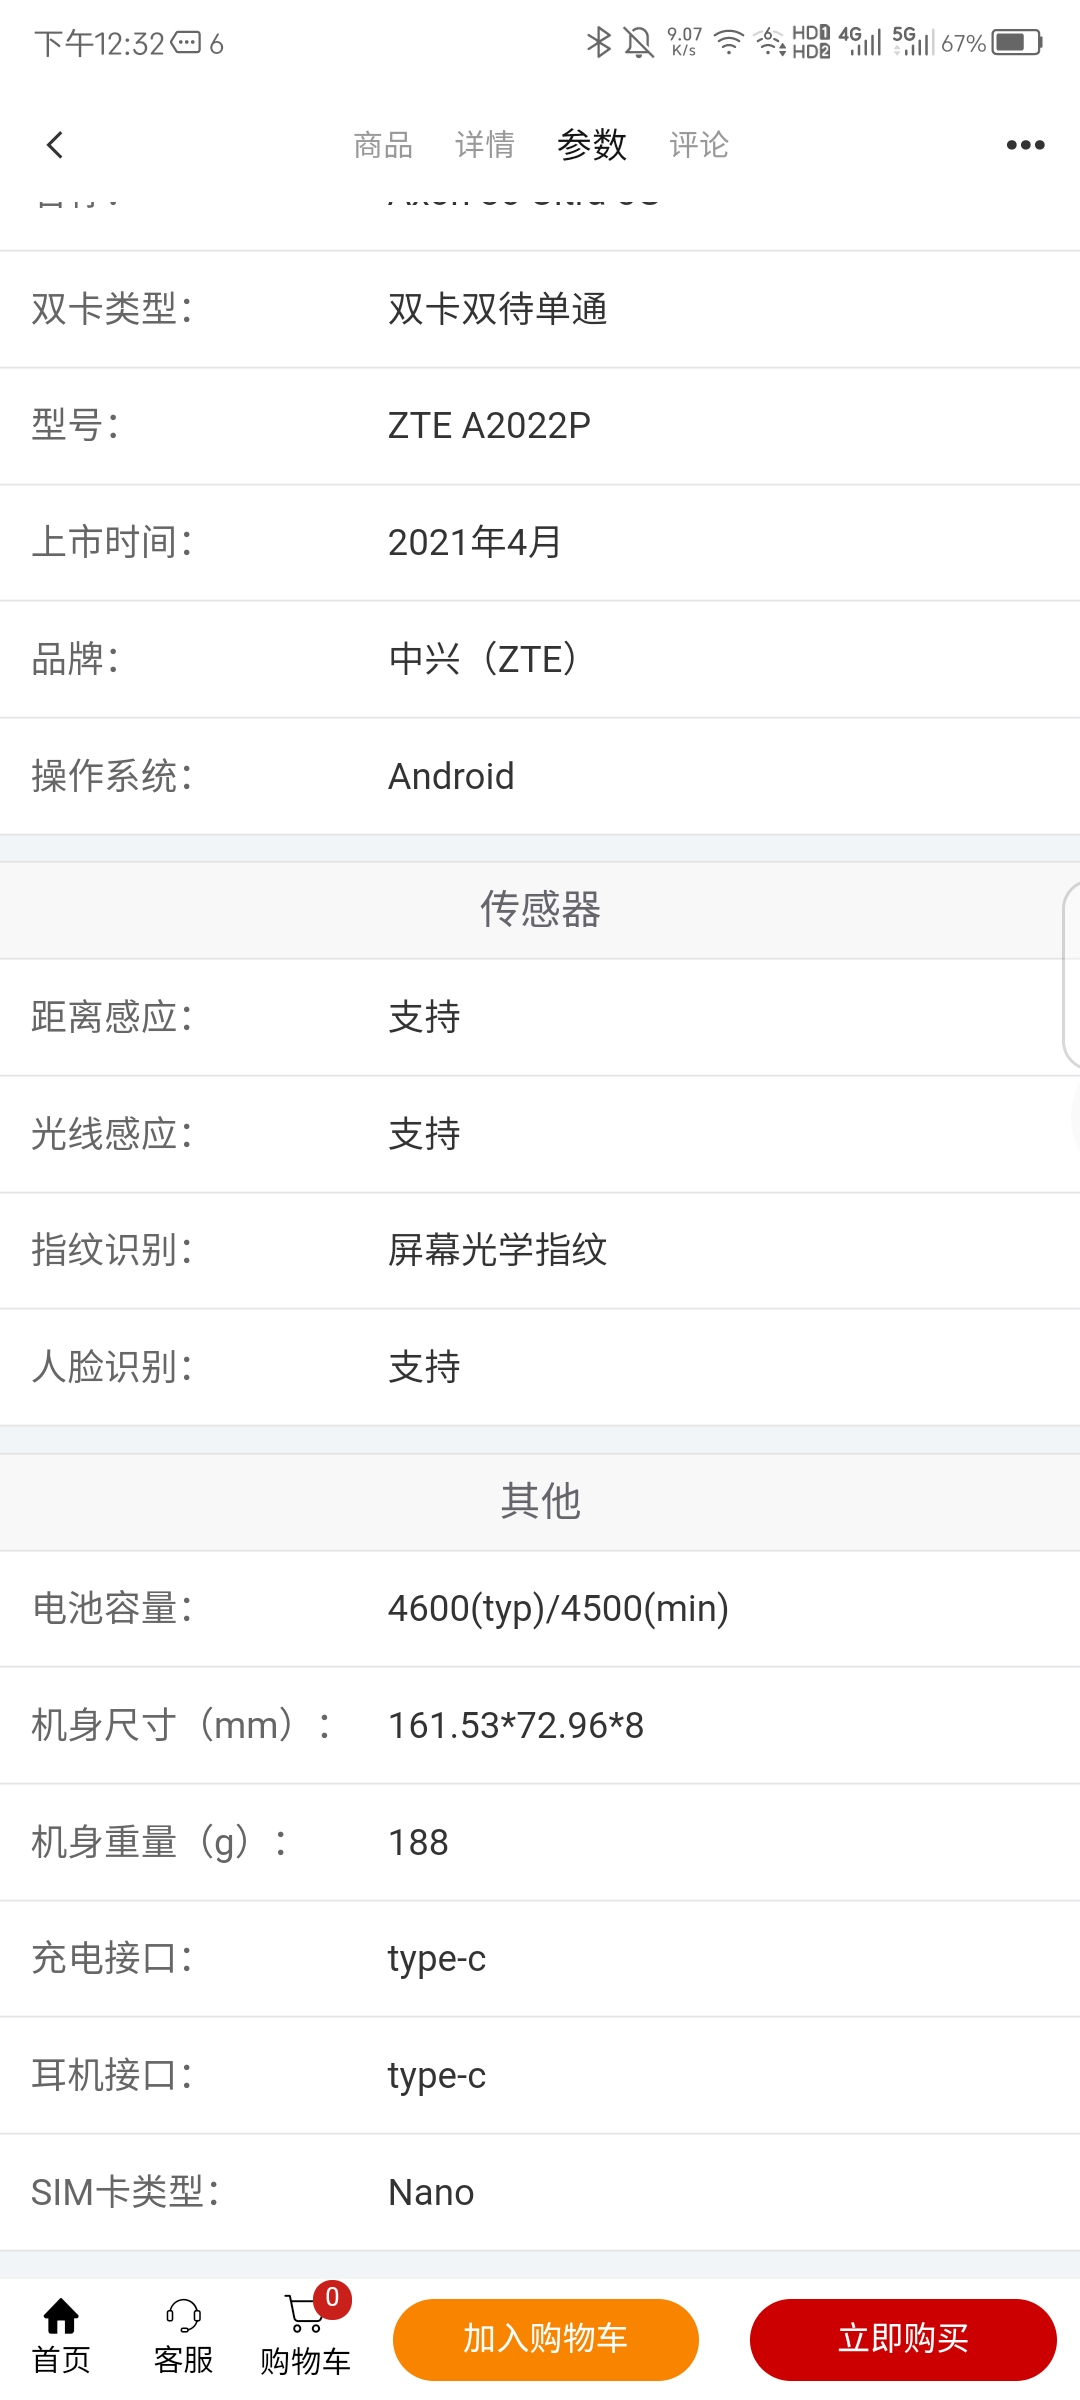 下午12:32 6 9.07 K/s 6 HD1 HD2 4G 5G 67%
商品 详情 参数 评论
双卡类型： 双卡双待单通
型号： ZTE A2022P
上市时间： 2021年4月
品牌： 中兴（ZTE）
操作系统： Android
传感器
距离感应： 支持
光线感应： 支持
指纹识别： 屏幕光学指纹
人脸识别： 支持
其他
电池容量： 4600(typ)/4500(min)
机身尺寸（mm）： 161.53*72.96*8
机身重量（g）： 188
充电接口： type-c
耳机接口： type-c
SIM卡类型： Nano
0
首页 客服 购物车 加入购物车 立即购买